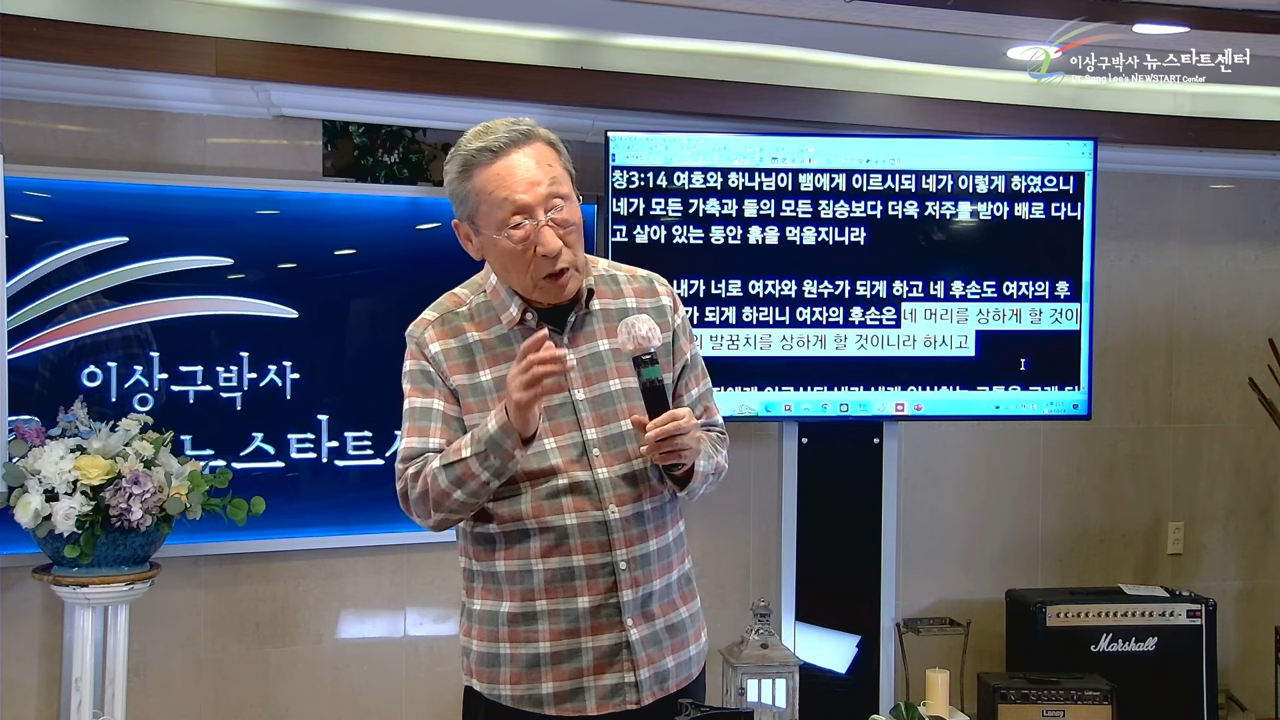 이상구박사 뉴스타트센터
Dr. Sang Lee's NEWSTART Center
창3:14 여호와 하나님이 뱀에게 이르시되 네가 이렇게 하였으니
네가 모든 가축과 들의 모든 짐승보다 더욱 저주를 받아 배로 다니
고 살아 있는 동안 흙을 먹을지니라
내가 너로 여자와 원수가 되게 하고 네 후손도 여자의 후
가 되게 하리니 여자의 후손은 네 머리를 상하게 할 것이
의 발꿈치를 상하게 할 것이니라 하시고
이상구박사
뉴스타트
Marshall
Laney